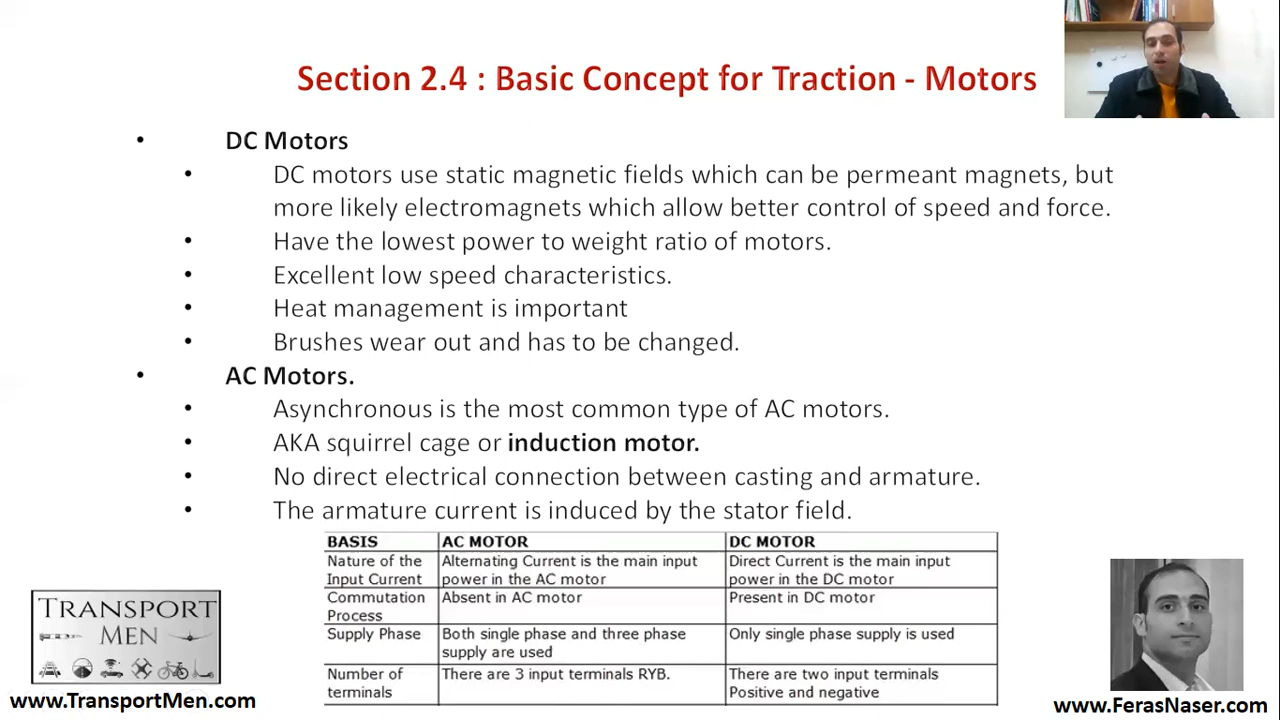 Section 2.4 : Basic Concept for Traction - Motors
• DC Motors
• DC motors use static magnetic fields which can be permeant magnets, but
more likely electromagnets which allow better control of speed and force.
• Have the lowest power to weight ratio of motors.
• Excellent low speed characteristics.
• Heat management is important
• Brushes wear out and has to be changed.
• AC Motors.
• Asynchronous is the most common type of AC motors.
• AKA squirrel cage or induction motor.
• No direct electrical connection between casting and armature.
• The armature current is induced by the stator field.
BASIS AC MOTOR DC MOTOR
Nature of the Alternating Current is the main input Direct Current is the main input
Input Current power in the AC motor power in the DC motor
Commutation Absent in AC motor Present in DC motor
Process
Supply Phase Both single phase and three phase Only single phase supply is used
supply are used
Number of There are 3 input terminals RYB. There are two input terminals
terminals Positive and negative
TRANSPORT
MEN
www.TransportMen.com
www.FerasNaser.com